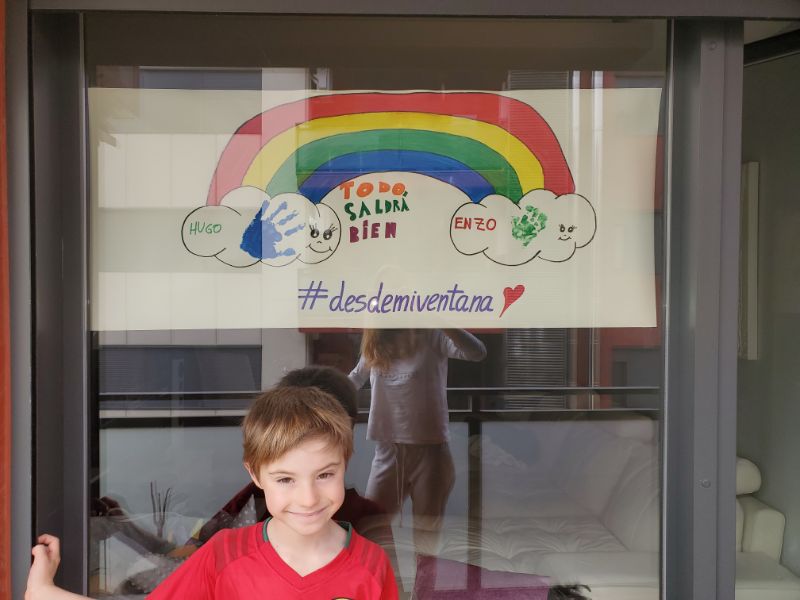 HUGO
TODO
SALDRÁ
BIEN
ENZO
#desdemiventana